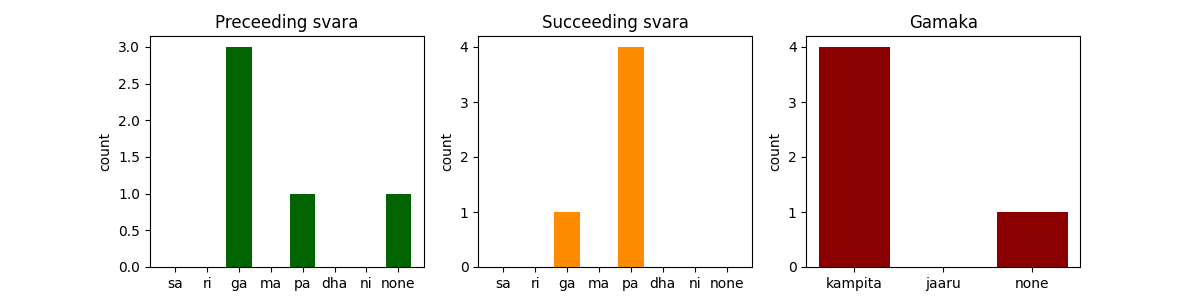 Preceeding svara
count
3.0
2.5
2.0
1.5
1.0
0.5
0.0
sa ri ga ma pa dha ni none
Succeeding svara
count
4
3
2
1
0
sa ri ga ma pa dha ni none
Gamaka
count
4
3
2
1
0
kampita jaaru none